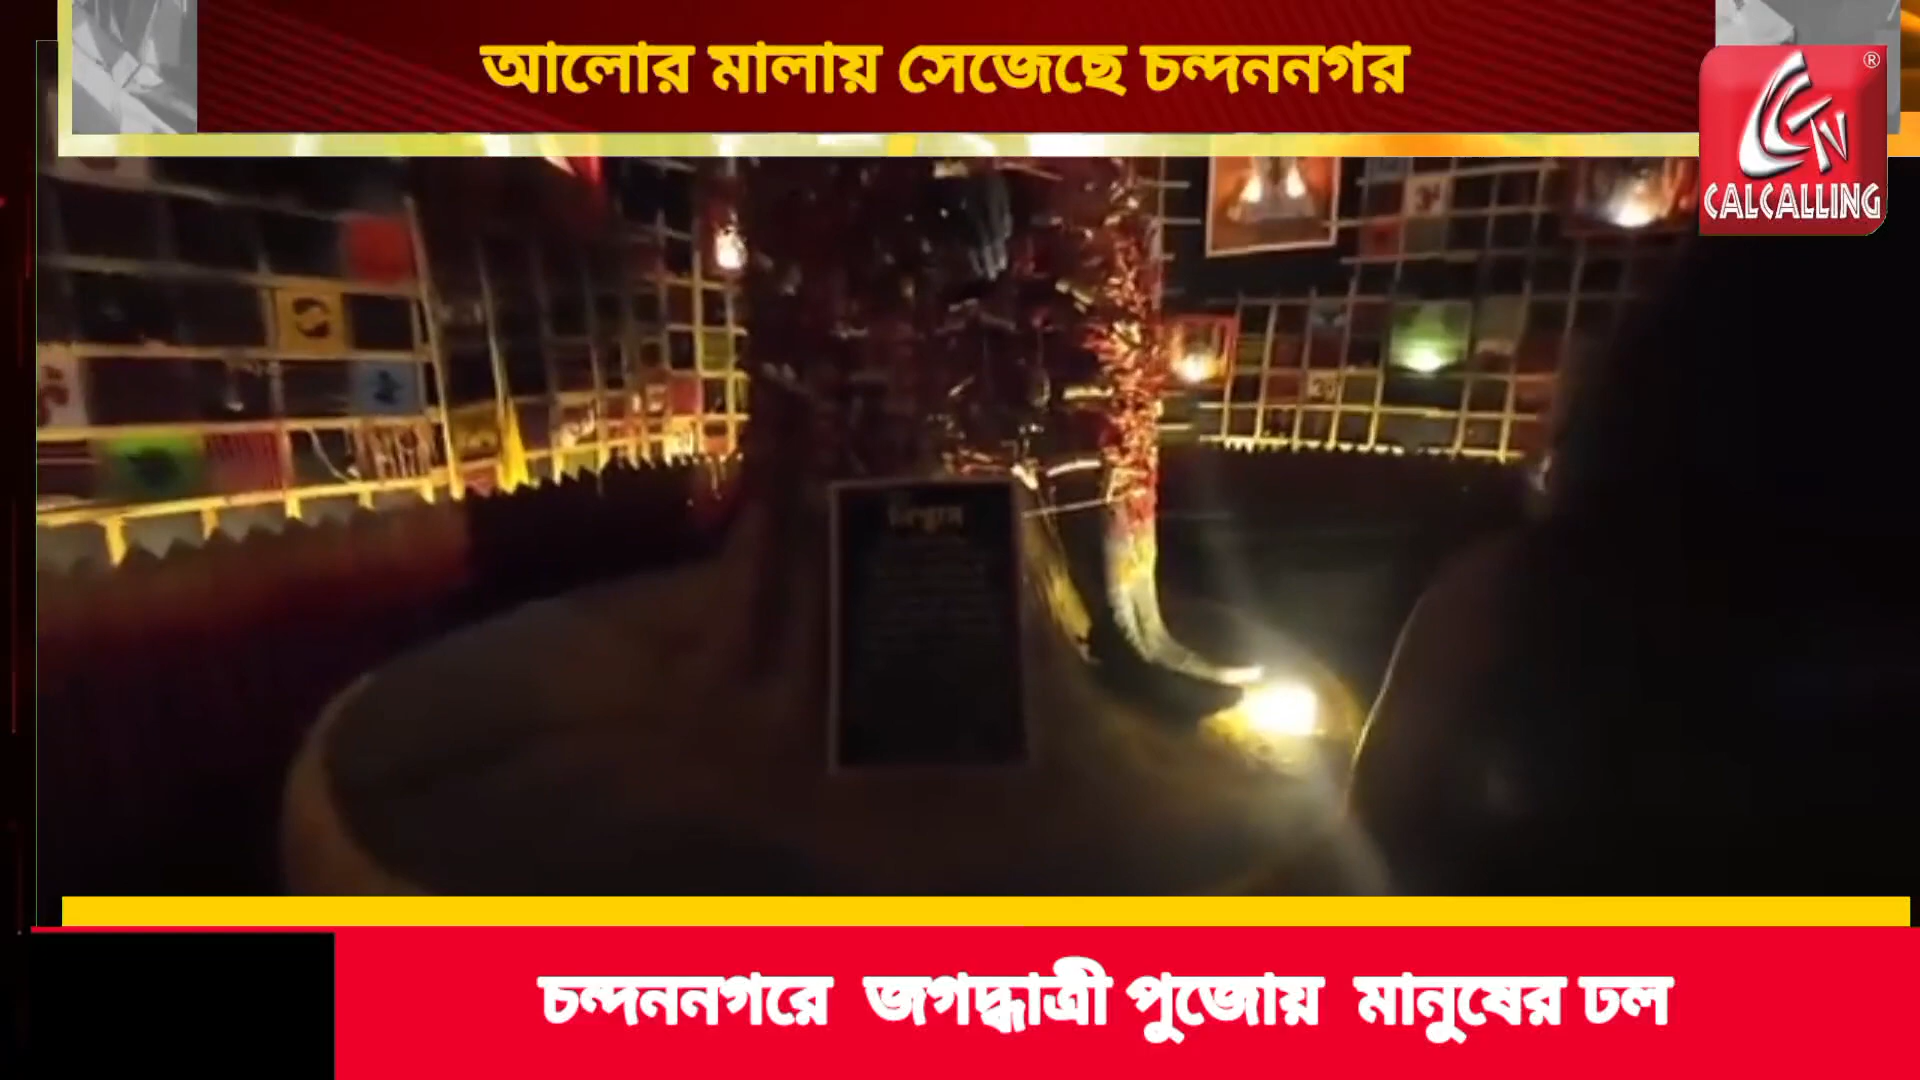 আলোর মালায় সেজেছে চন্দননগর
®
CALCALLING
চন্দননগরে জগদ্ধাত্রী পুজোয় মানুষের ঢল